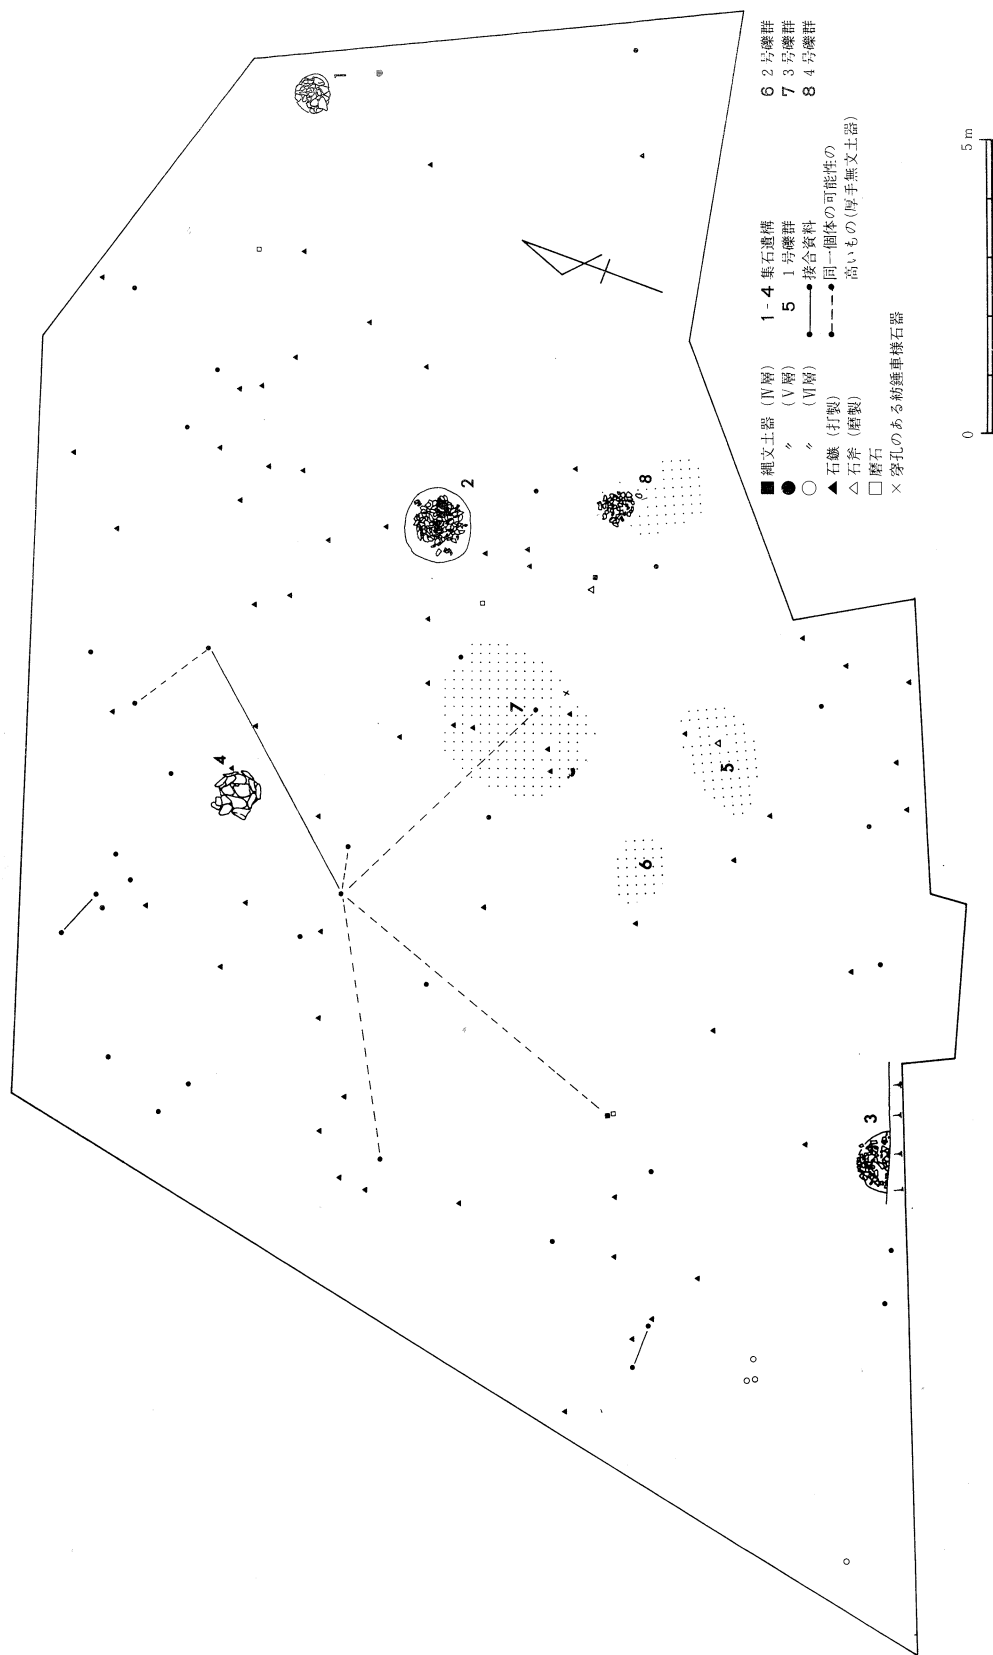 1
2
3
4
5
6
7
8
■ 縄文土器 (Ⅳ層)
● 〃 (Ⅴ層)
○ 〃 (Ⅵ層)
▲ 石鏃 (打製)
△ 石斧 (磨製)
□ 磨石
× 穿孔のある紡錘車様石器
1-4 集石遺構
5 1号礫群
接合資料
同一個体の可能性の
高いもの(厚手無文土器)
6 2号礫群
7 3号礫群
8 4号礫群
0 5m